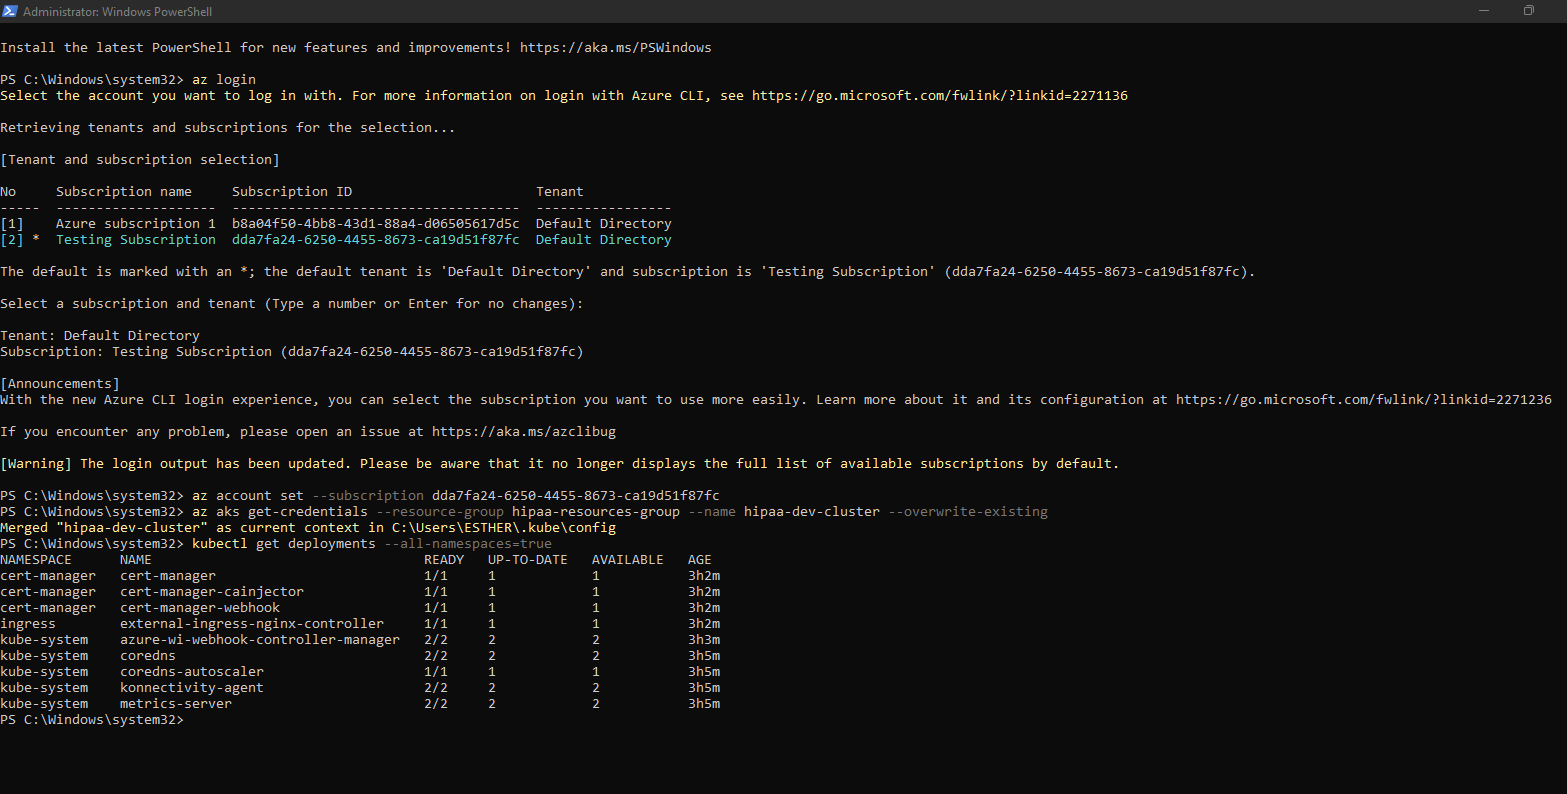 Administrator: Windows PowerShell
Install the latest PowerShell for new features and improvements! https://aka.ms/PSWindows
PS C:\Windows\system32> az login
Select the account you want to log in with. For more information on login with Azure CLI, see https://go.microsoft.com/fwlink/?linkid=2271136
Retrieving tenants and subscriptions for the selection...
[Tenant and subscription selection]
No     Subscription name     Subscription ID                       Tenant
-----  --------------------  ------------------------------------  -----------------
[1]    Azure subscription 1  b8a04f50-4bb8-43d1-88a4-d06505617d5c  Default Directory
[2] *  Testing Subscription  dda7fa24-6250-4455-8673-ca19d51f87fc  Default Directory
The default is marked with an *; the default tenant is 'Default Directory' and subscription is 'Testing Subscription' (dda7fa24-6250-4455-8673-ca19d51f87fc).
Select a subscription and tenant (Type a number or Enter for no changes):
Tenant: Default Directory
Subscription: Testing Subscription (dda7fa24-6250-4455-8673-ca19d51f87fc)
[Announcements]
With the new Azure CLI login experience, you can select the subscription you want to use more easily. Learn more about it and its configuration at https://go.microsoft.com/fwlink/?linkid=2271236
If you encounter any problem, please open an issue at https://aka.ms/azclibug
[Warning] The login output has been updated. Please be aware that it no longer displays the full list of available subscriptions by default.
PS C:\Windows\system32> az account set --subscription dda7fa24-6250-4455-8673-ca19d51f87fc
PS C:\Windows\system32> az aks get-credentials --resource-group hipaa-resources-group --name hipaa-dev-cluster --overwrite-existing
Merged "hipaa-dev-cluster" as current context in C:\Users\ESTHER\.kube\config
PS C:\Windows\system32> kubectl get deployments --all-namespaces=true
NAMESPACE      NAME                                  READY   UP-TO-DATE   AVAILABLE   AGE
cert-manager   cert-manager                          1/1     1            1           3h2m
cert-manager   cert-manager-cainjector               1/1     1            1           3h2m
cert-manager   cert-manager-webhook                  1/1     1            1           3h2m
ingress        external-ingress-nginx-controller     1/1     1            1           3h2m
kube-system    azure-wi-webhook-controller-manager   2/2     2            2           3h3m
kube-system    coredns                               2/2     2            2           3h5m
kube-system    coredns-autoscaler                    1/1     1            1           3h5m
kube-system    konnectivity-agent                    2/2     2            2           3h5m
kube-system    metrics-server                        2/2     2            2           3h5m
PS C:\Windows\system32>